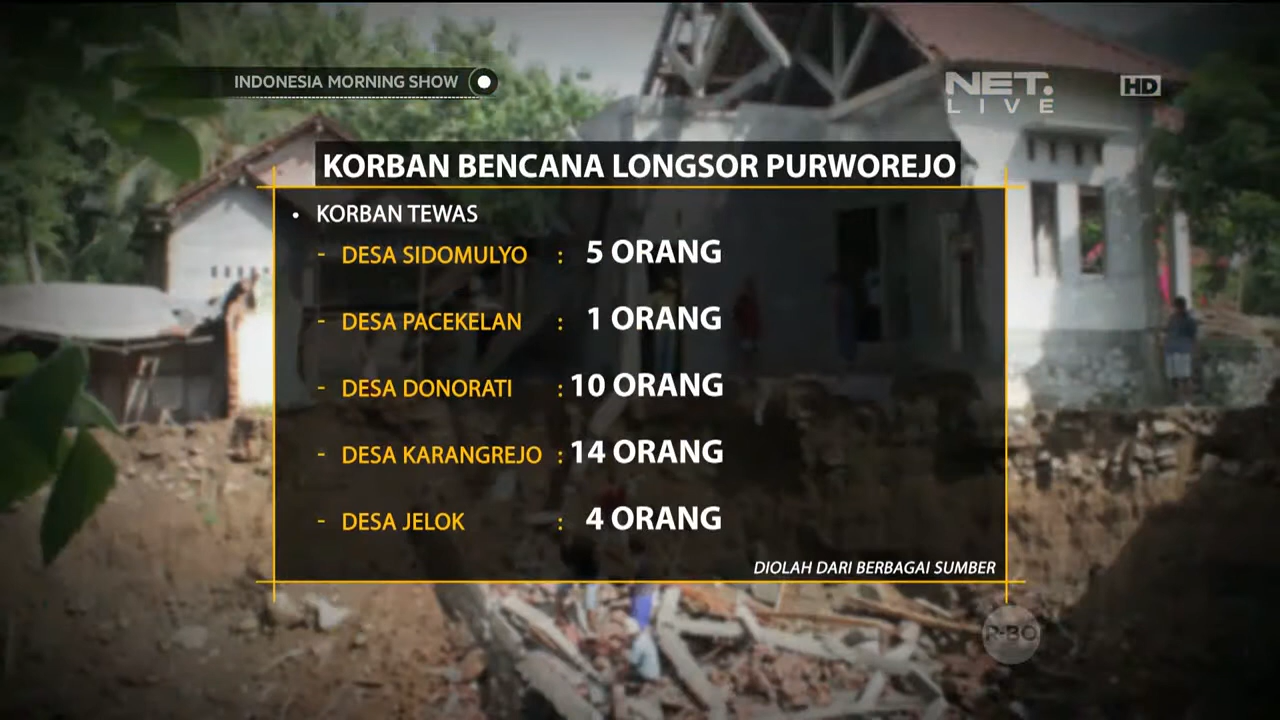 INDONESIA MORNING SHOW
NET.
LIVE
HD
KORBAN BENCANA LONGSOR PURWOREJO
• KORBAN TEWAS
- DESA SIDOMULYO : 5 ORANG
- DESA PACEKELAN : 1 ORANG
- DESA DONORATI : 10 ORANG
- DESA KARANGREJO : 14 ORANG
- DESA JELOK : 4 ORANG
DIOLAH DARI BERBAGAI SUMBER
R-BO